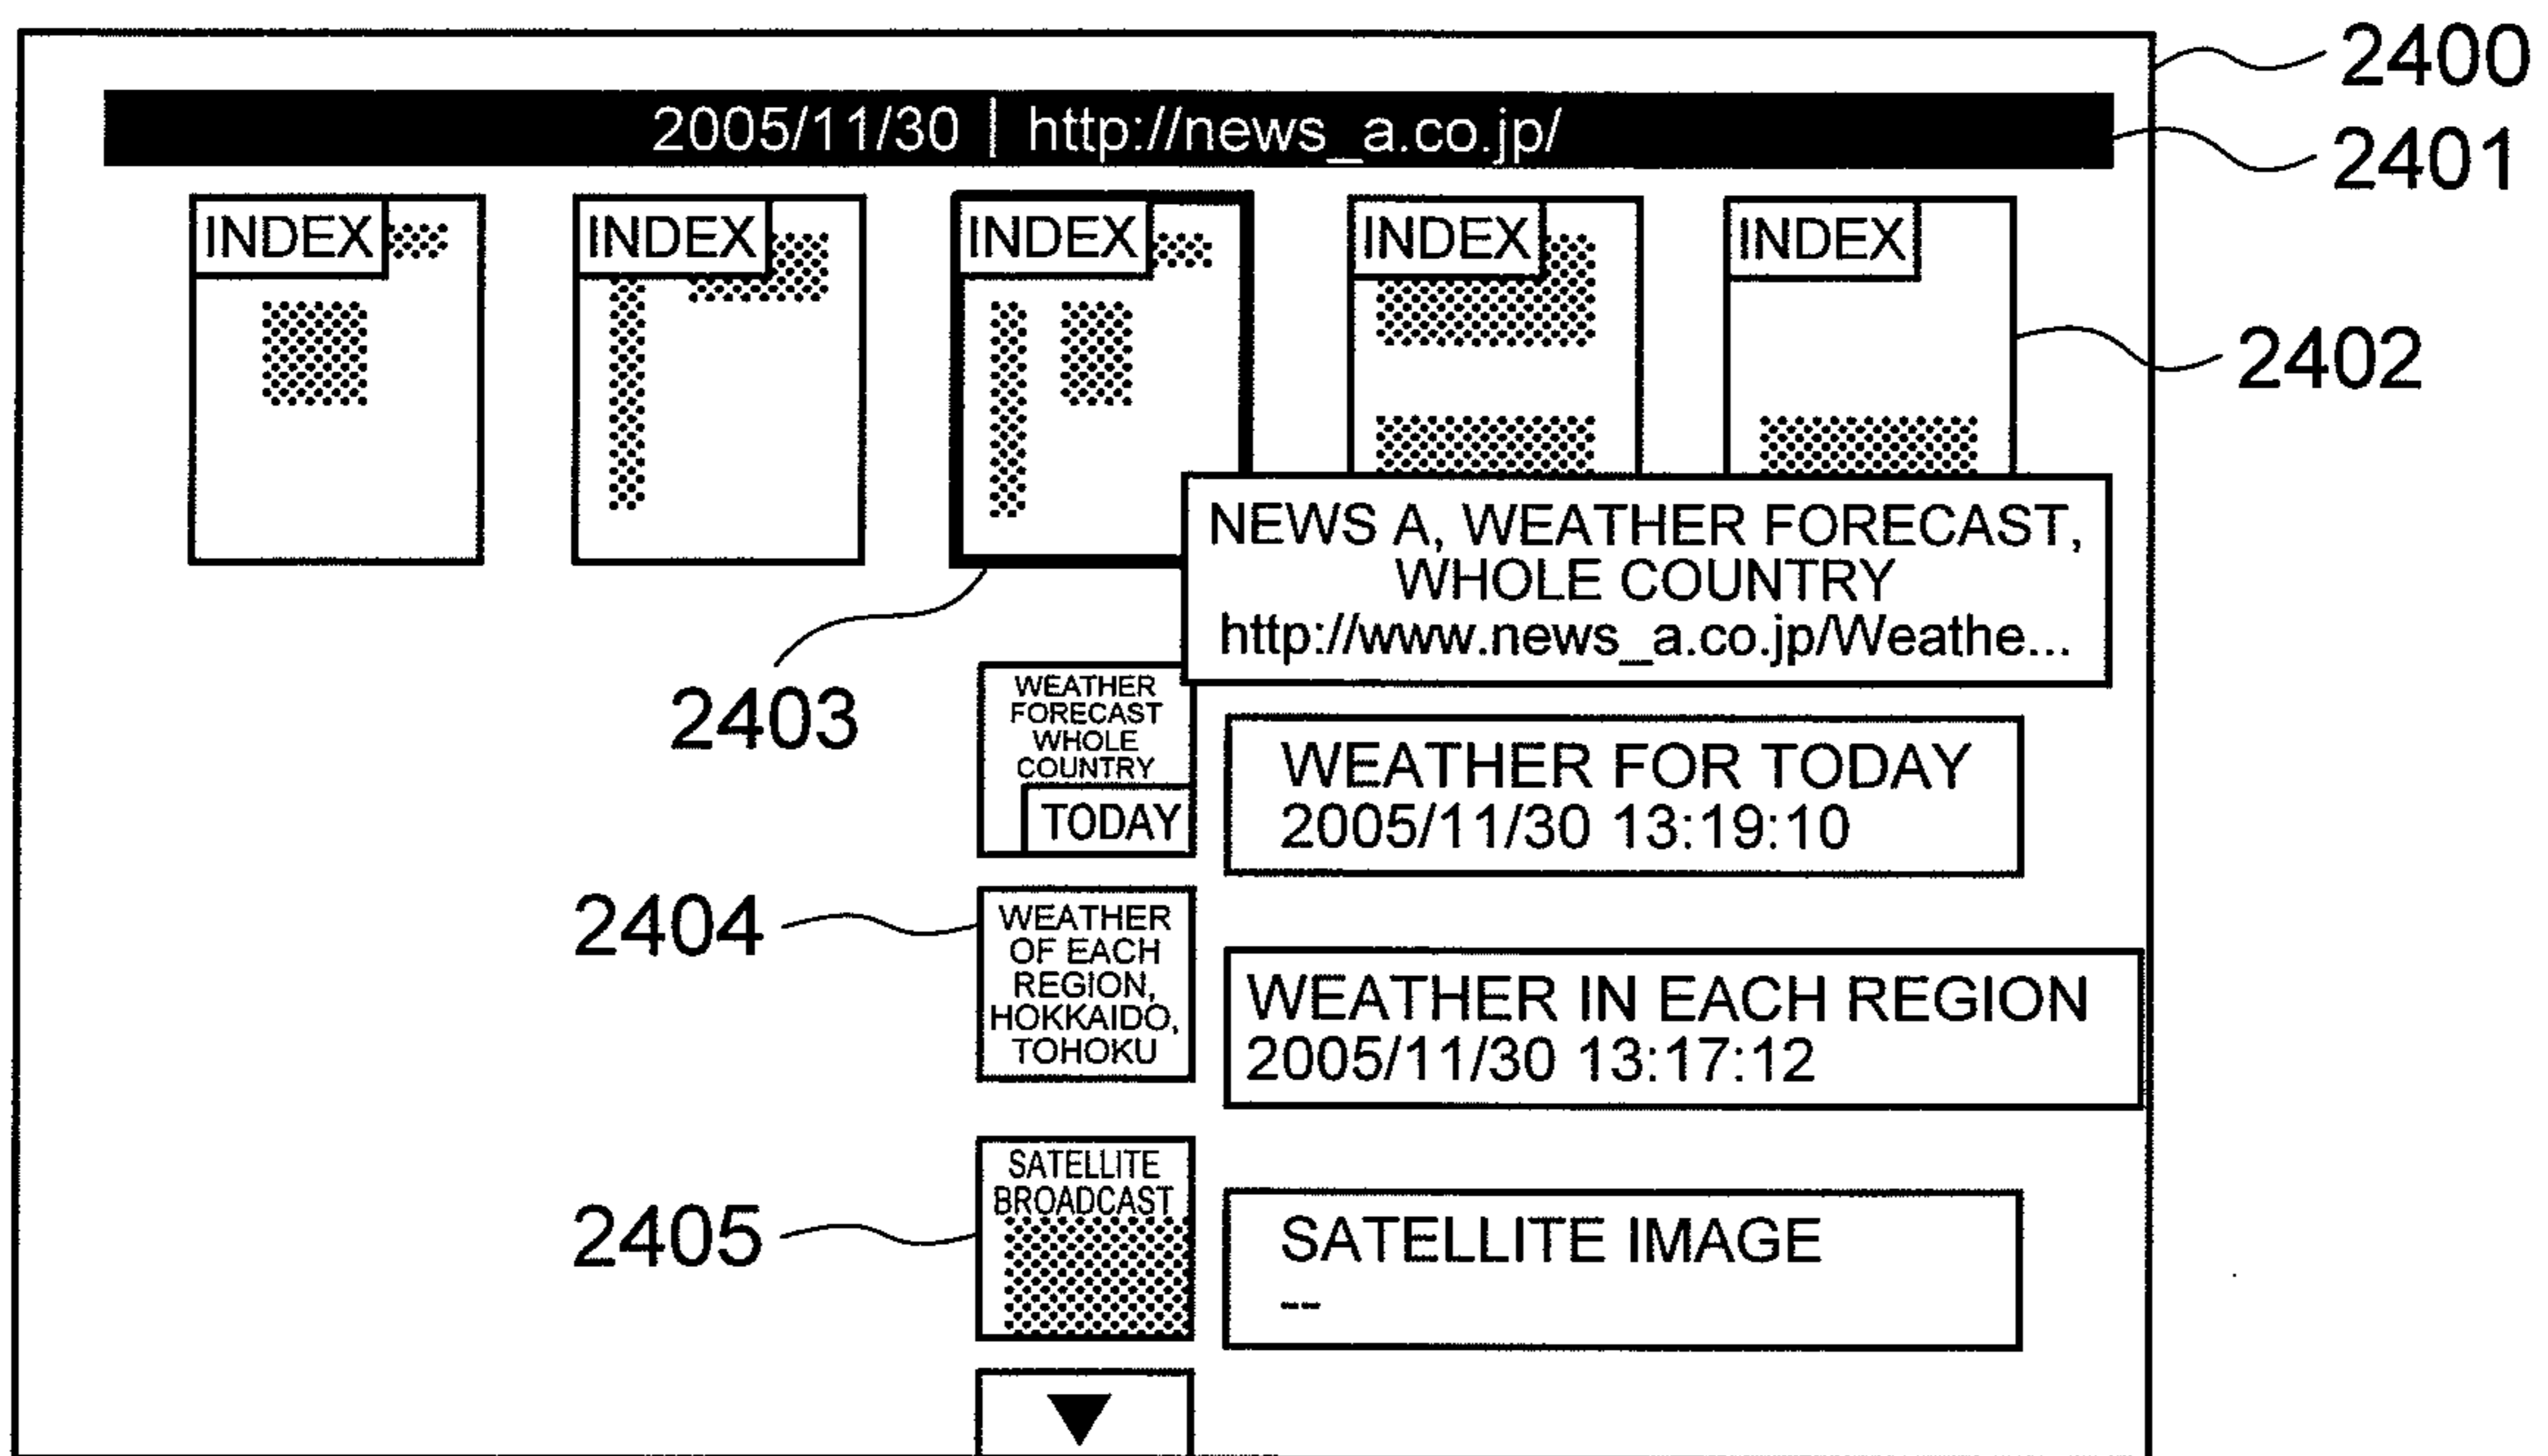 2400
2005/11/30 | http://news_a.co.jp/
2401
INDEX
INDEX
INDEX
INDEX
INDEX
2402
NEWS A, WEATHER FORECAST,
WHOLE COUNTRY
http://www.news_a.co.jp/Weathe...
2403
WEATHER
FORECAST
WHOLE
COUNTRY
TODAY
WEATHER FOR TODAY
2005/11/30 13:19:10
2404
WEATHER
OF EACH
REGION,
HOKKAIDO,
TOHOKU
WEATHER IN EACH REGION
2005/11/30 13:17:12
2405
SATELLITE
BROADCAST
SATELLITE IMAGE
--